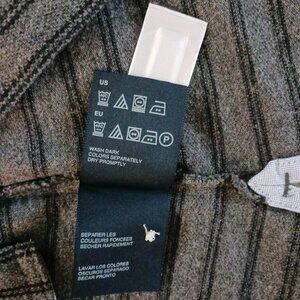 US
EU
P
WASH DARK
COLORS SEPARATELY
DRY PROMPTLY
SEPARER LES
COULEURS FONCEES
SECHER RAPIDEMENT
LAVAR LOS COLORES
OSCUROS SEPARADO
SECAR PRONTO